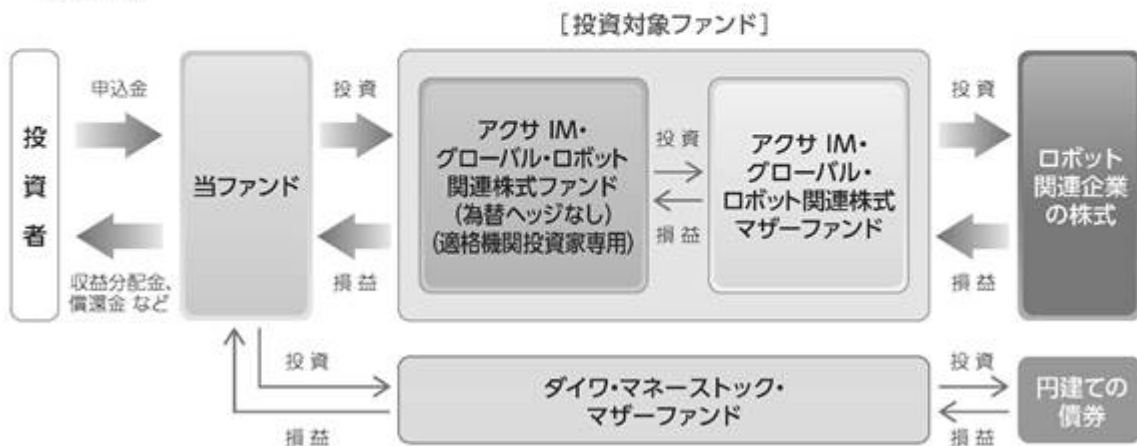 ［投資対象ファンド］
投資者
申込金
収益分配金、
償還金 など
当ファンド
投資
損益
アクサ IM・
グローバル・ロボット
関連株式ファンド
(為替ヘッジなし)
(適格機関投資家専用)
投資
損益
アクサ IM・
グローバル・
ロボット関連株式
マザーファンド
投資
損益
ロボット
関連企業
の株式
投資
損益
ダイワ・マネーストック・
マザーファンド
投資
損益
円建ての
債券